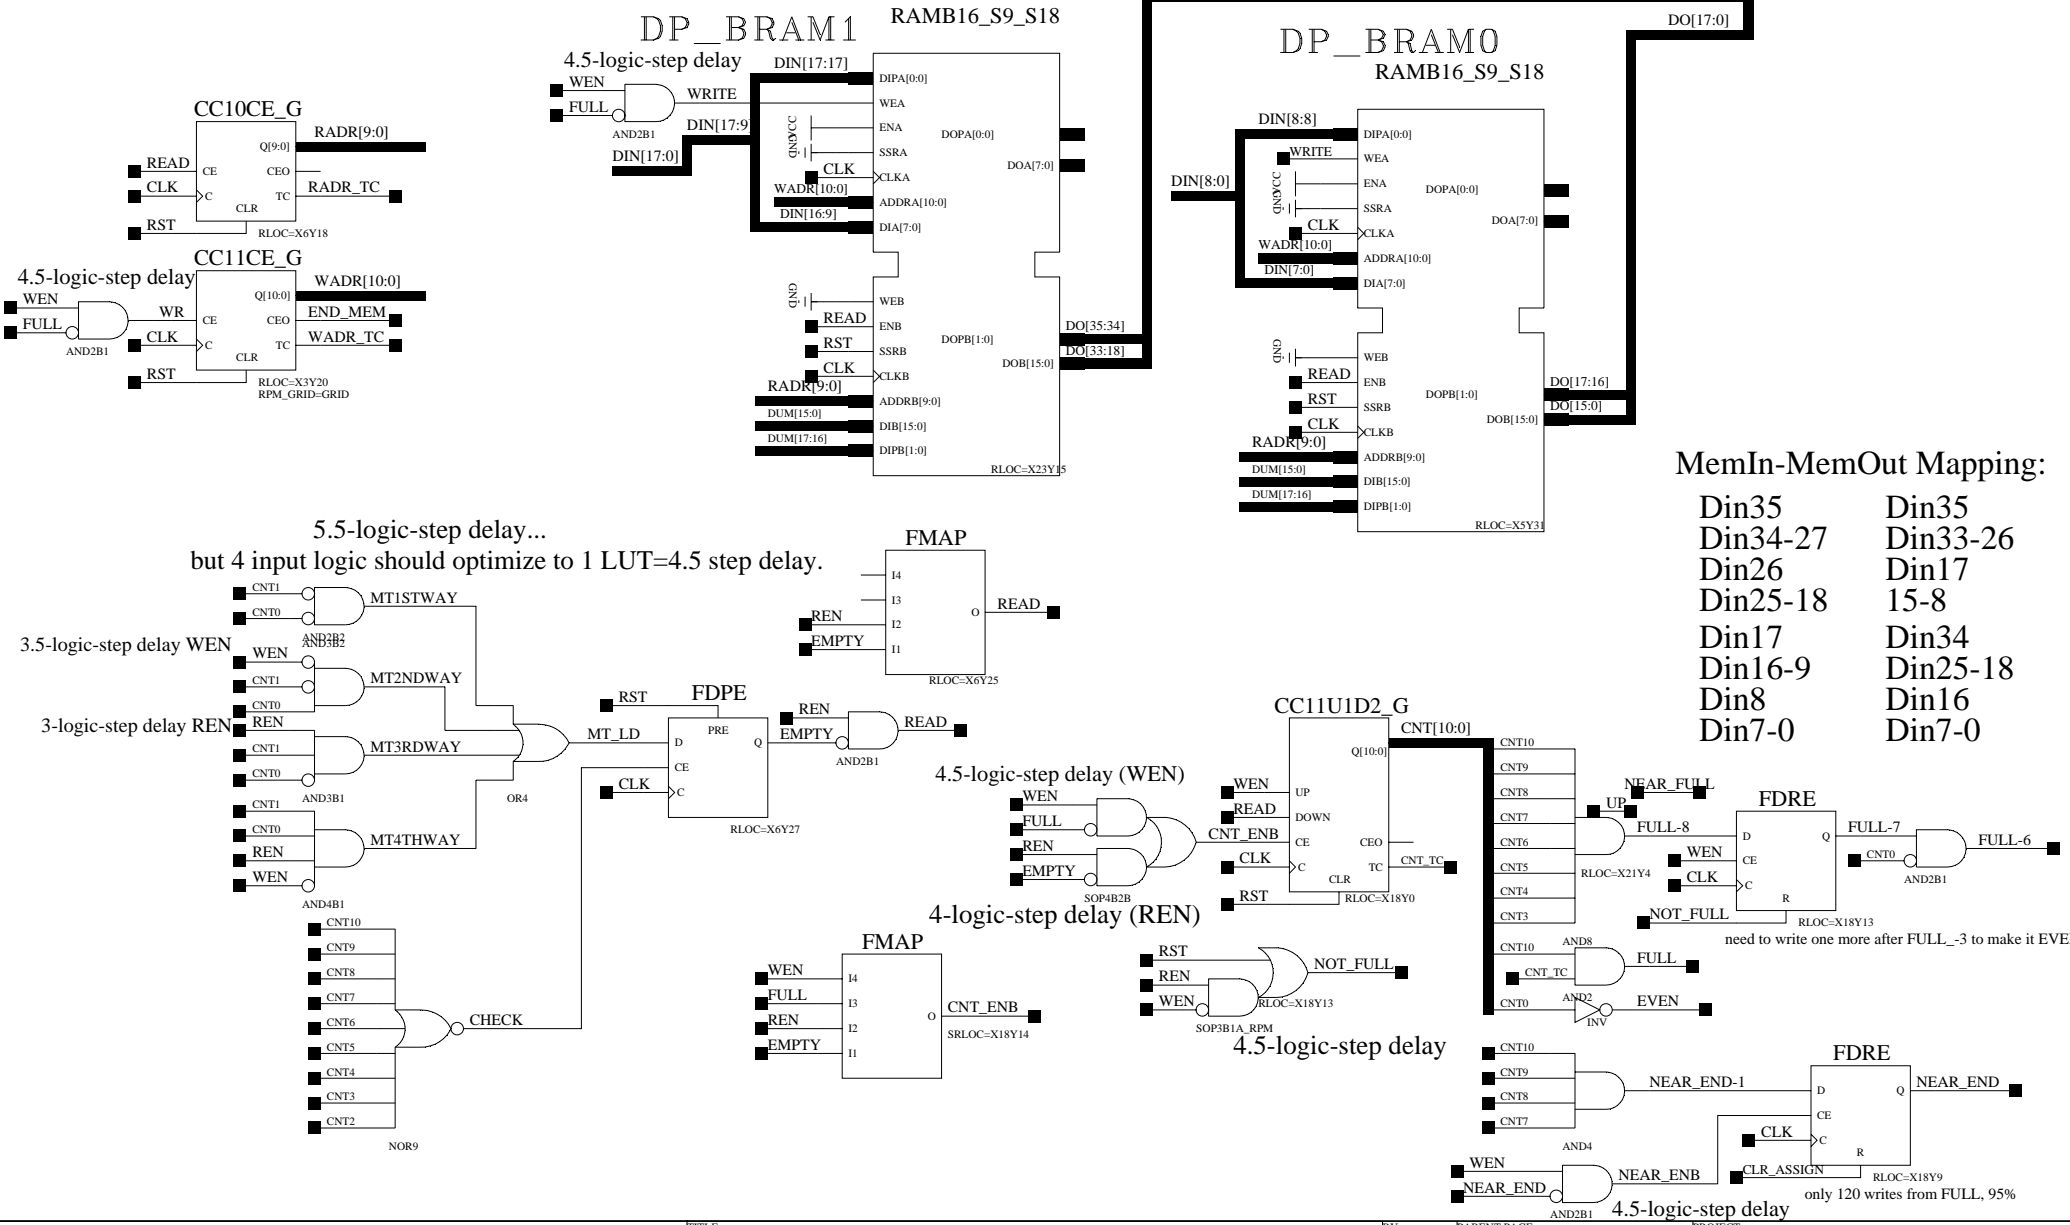 DP_BRAM1
RAMB16_S9_S18
4.5-logic-step delay
WEN
FULL
AND2B1
WRITE
DIN[17:17]
DIN[17:9]
DIN[17:0]
VCC
GND
CLK
WADR[10:0]
DIN[16:9]
DIPA[0:0]
WEA
ENA
SSRA
CLKA
ADDRA[10:0]
DIA[7:0]
DOPA[0:0]
DOA[7:0]
GND
READ
RST
CLK
RADR[9:0]
DUM[15:0]
DUM[17:16]
WEB
ENB
SSRB
CLKB
ADDRB[9:0]
DIB[15:0]
DIPB[1:0]
DOPB[1:0]
DOB[15:0]
DO[35:34]
DO[33:18]
RLOC=X23Y15
DO[17:0]
DP_BRAM0
RAMB16_S9_S18
DIN[8:8]
WRITE
DIN[8:0]
VCC
GND
CLK
WADR[10:0]
DIN[7:0]
DIPA[0:0]
WEA
ENA
SSRA
CLKA
ADDRA[10:0]
DIA[7:0]
DOPA[0:0]
DOA[7:0]
GND
READ
RST
CLK
RADR[9:0]
DUM[15:0]
DUM[17:16]
WEB
ENB
SSRB
CLKB
ADDRB[9:0]
DIB[15:0]
DIPB[1:0]
DOPB[1:0]
DOB[15:0]
DO[17:16]
DO[15:0]
RLOC=X5Y31
CC10CE_G
READ
CLK
RST
CE
C
CLR
Q[9:0]
CEO
TC
RADR[9:0]
RADR_TC
RLOC=X6Y18
CC11CE_G
4.5-logic-step delay
WEN
FULL
AND2B1
WR
CLK
RST
CE
C
CLR
Q[10:0]
CEO
TC
WADR[10:0]
END_MEM
WADR_TC
RLOC=X3Y20
RPM_GRID=GRID
MemIn-MemOut Mapping:
Din35 Din35
Din34-27 Din33-26
Din26 Din17
Din25-18 15-8
Din17 Din34
Din16-9 Din25-18
Din8 Din16
Din7-0 Din7-0
5.5-logic-step delay...
but 4 input logic should optimize to 1 LUT=4.5 step delay.
CNT1
CNT0
AND2B2
MT1STWAY
AND3B2
3.5-logic-step delay WEN
WEN
CNT1
CNT0
MT2NDWAY
3-logic-step delay REN
REN
CNT1
CNT0
AND3B1
MT3RDWAY
CNT1
CNT0
REN
WEN
AND4B1
MT4THWAY
OR4
MT_LD
CNT10
CNT9
CNT8
CNT7
CNT6
CNT5
CNT4
CNT3
CNT2
NOR9
CHECK
RST
FDPE
PRE
D
CE
C
Q
CLK
RLOC=X6Y27
REN
EMPTY
AND2B1
READ
FMAP
I4
I3
I2
I1
O
REN
EMPTY
READ
RLOC=X6Y25
FMAP
WEN
FULL
REN
EMPTY
I4
I3
I2
I1
O
CNT_ENB
SRLOC=X18Y14
4.5-logic-step delay (WEN)
WEN
FULL
REN
EMPTY
SOP4B2B
CNT_ENB
4-logic-step delay (REN)
CC11U1D2_G
WEN
READ
CLK
RST
UP
DOWN
CE
C
CLR
Q[10:0]
CEO
TC
CNT[10:0]
CNT_TC
RLOC=X18Y0
RST
REN
WEN
NOT_FULL
RLOC=X18Y13
SOP3B1A_RPM
4.5-logic-step delay
CNT10
CNT9
CNT8
CNT7
CNT6
CNT5
CNT4
CNT3
AND8
RLOC=X21Y4
NEAR_FULL
UP
FULL-8
WEN
CLK
NOT_FULL
FDRE
D
CE
C
R
Q
RLOC=X18Y13
FULL-7
CNT0
AND2B1
FULL-6
need to write one more after FULL_-3 to make it EVE
CNT10
CNT_TC
AND2
FULL
CNT0
INV
EVEN
CNT10
CNT9
CNT8
CNT7
AND4
NEAR_END-1
FDRE
D
CE
C
R
Q
NEAR_END
CLK
CLR_ASSIGN
RLOC=X18Y9
only 120 writes from FULL, 95%
WEN
NEAR_END
AND2B1
NEAR_ENB
4.5-logic-step delay